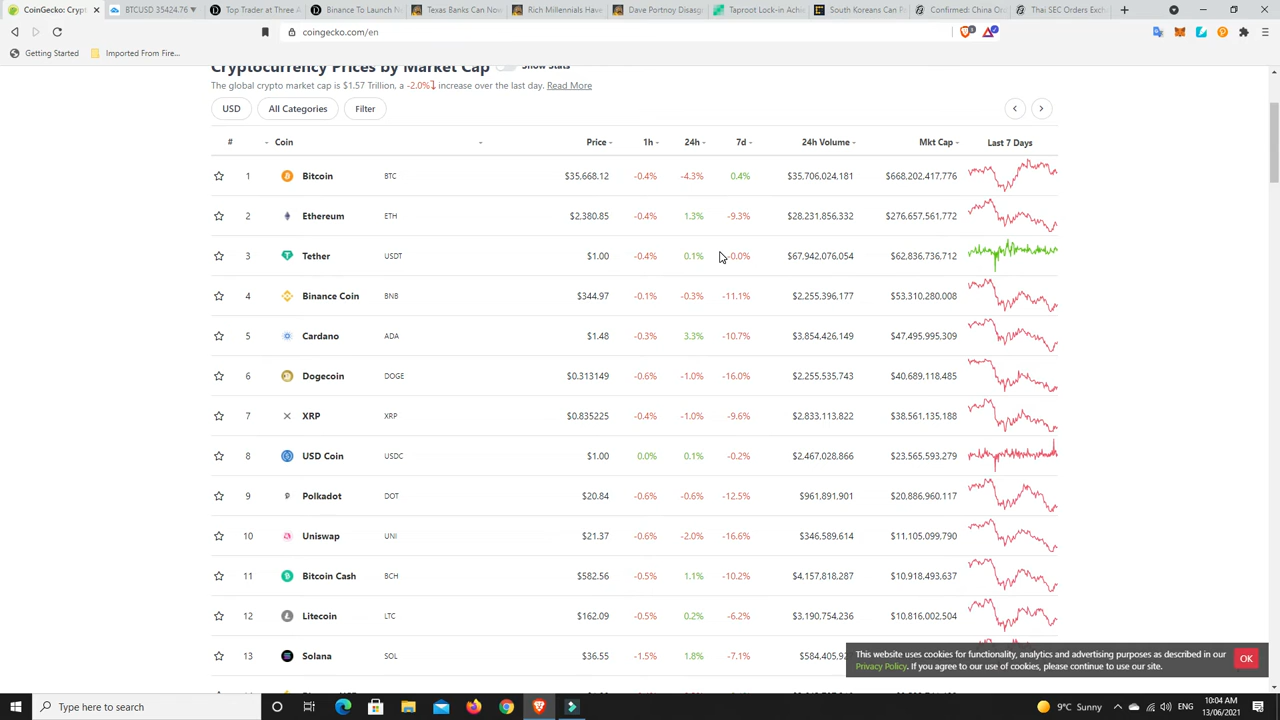 CoinGecko: Crypt
BTCUSD 35424.76
Top Trader at Three A
Binance To Launch Ne
Texas Banks Can Now
Rich Millennials Have
Dave Portnoy Disagr
Taproot Lock-in Achie
South Koreans Can P
Confirmed: China Or
Thai SEC Orders Exch
coingecko.com/en
Getting Started
Imported From Fire...
Cryptocurrency Prices by Market Cap Show Stats
The global crypto market cap is $1.57 Trillion, a -2.0% increase over the last day. Read More
USD All Categories Filter
# Coin Price 1h 24h 7d 24h Volume Mkt Cap Last 7 Days
1 Bitcoin BTC $35,668.12 -0.4% -4.3% 0.4% $35,706,024,181 $668,202,417,776
2 Ethereum ETH $2,380.85 -0.4% 1.3% -9.3% $28,231,856,332 $276,657,561,772
3 Tether USDT $1.00 -0.4% 0.1% -0.0% $67,942,076,054 $62,836,736,712
4 Binance Coin BNB $344.97 -0.1% -0.3% -11.1% $2,255,396,177 $53,310,280,008
5 Cardano ADA $1.48 -0.3% 3.3% -10.7% $3,854,426,149 $47,495,995,309
6 Dogecoin DOGE $0.313149 -0.6% -1.0% -16.0% $2,255,535,743 $40,689,118,485
7 XRP XRP $0.835225 -0.4% -1.0% -9.6% $2,833,113,822 $38,561,135,188
8 USD Coin USDC $1.00 0.0% 0.1% -0.2% $2,467,028,866 $23,565,593,279
9 Polkadot DOT $20.84 -0.6% -0.6% -12.5% $961,891,901 $20,886,960,117
10 Uniswap UNI $21.37 -0.6% -2.0% -16.6% $346,589,614 $11,105,099,790
11 Bitcoin Cash BCH $582.56 -0.5% 1.1% -10.2% $4,157,818,287 $10,918,493,637
12 Litecoin LTC $162.09 -0.5% 0.2% -6.2% $3,190,754,236 $10,816,002,504
13 Solana SOL $36.55 -1.5% 1.8% -7.1% $584,405,92
This website uses cookies for functionality, analytics and advertising purposes as described in our
Privacy Policy. If you agree to our use of cookies, please continue to use our site.
OK
Type here to search
9°C Sunny
10:04 AM
13/06/2021